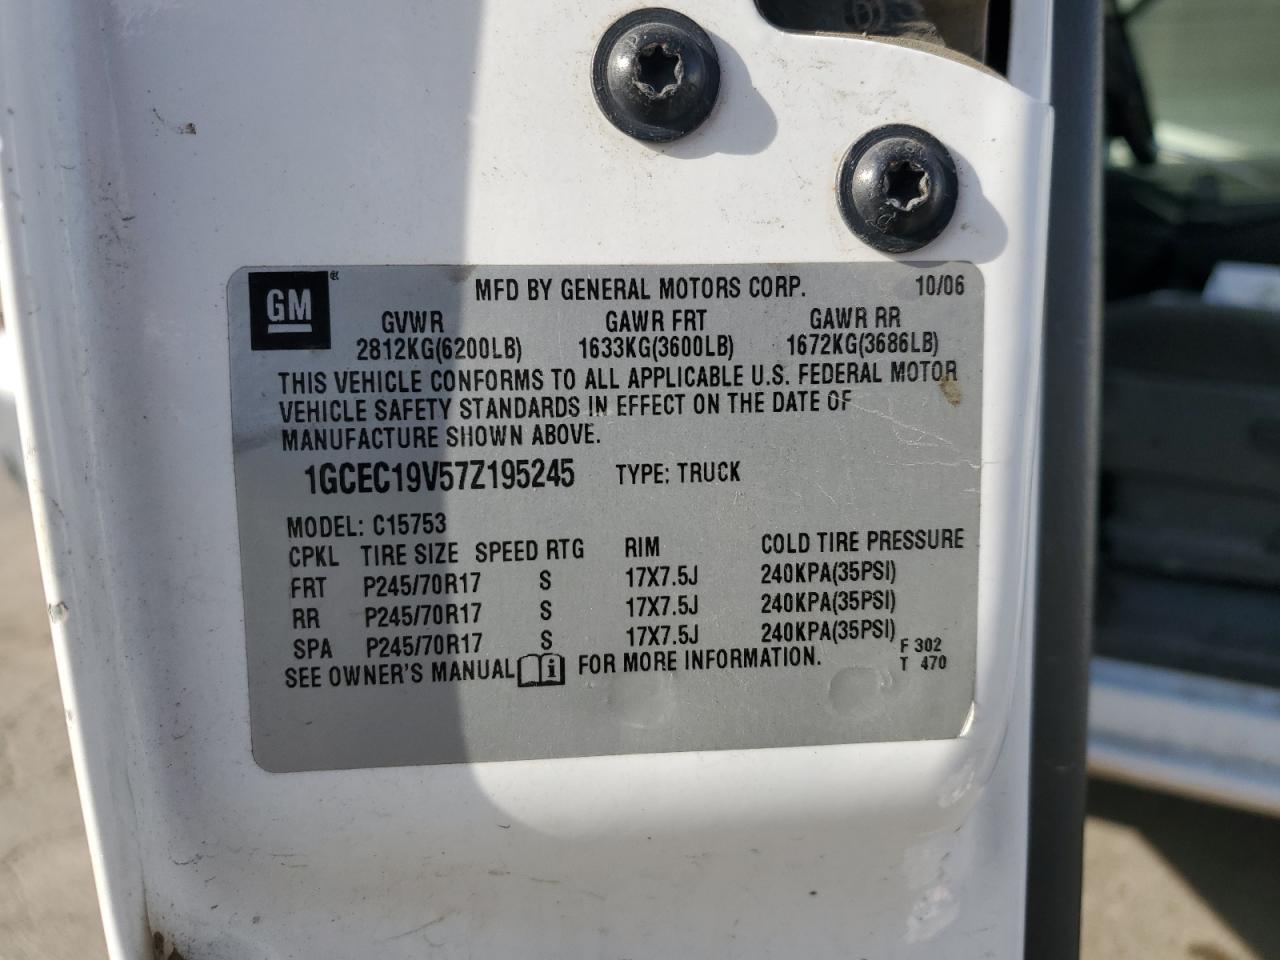 GM
MFD BY GENERAL MOTORS CORP. 10/06
GVWR GAWR FRT GAWR RR
2812KG(6200LB) 1633KG(3600LB) 1672KG(3686LB)
THIS VEHICLE CONFORMS TO ALL APPLICABLE U.S. FEDERAL MOTOR
VEHICLE SAFETY STANDARDS IN EFFECT ON THE DATE OF
MANUFACTURE SHOWN ABOVE.
1GCEC19V57Z195245 TYPE: TRUCK
MODEL: C15753
CPKL TIRE SIZE SPEED RTG RIM COLD TIRE PRESSURE
FRT P245/70R17 S 17X7.5J 240KPA(35PSI)
RR P245/70R17 S 17X7.5J 240KPA(35PSI)
SPA P245/70R17 S 17X7.5J 240KPA(35PSI)
SEE OWNER'S MANUAL i FOR MORE INFORMATION.
F 302
T 470